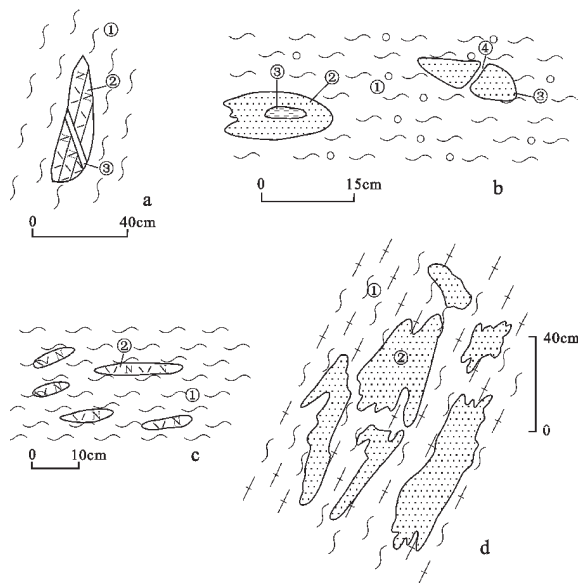 ①
②
③
0 40cm
a
③ ② ① ④ ③
0 15cm
b
②
①
0 10cm
c
①
②
40cm
0
d